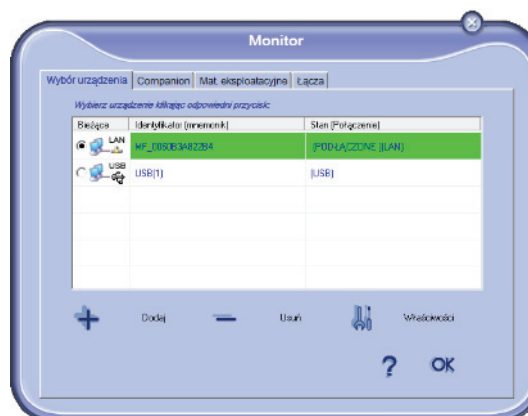 Monitor
Wybór urządzenia Companion Mat. eksploatacyjne Łącza
Wybierz urządzenie klikając odpowiedni przycisk:
Bieżące Identyfikator (mnemonik) Stan (Połączenie)
LAN MF_0060B3A822B4 (PODŁĄCZONE )(LAN)
USB USB(1) (USB)
Dodaj Usuń Właściwości
? OK